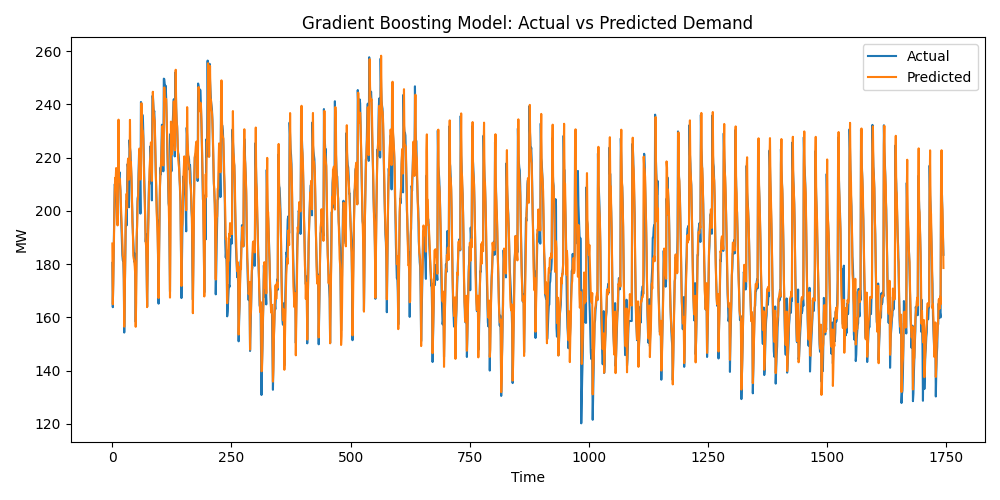 Gradient Boosting Model: Actual vs Predicted Demand
Actual
Predicted
MW
260
240
220
200
180
160
140
120
0 250 500 750 1000 1250 1500 1750
Time